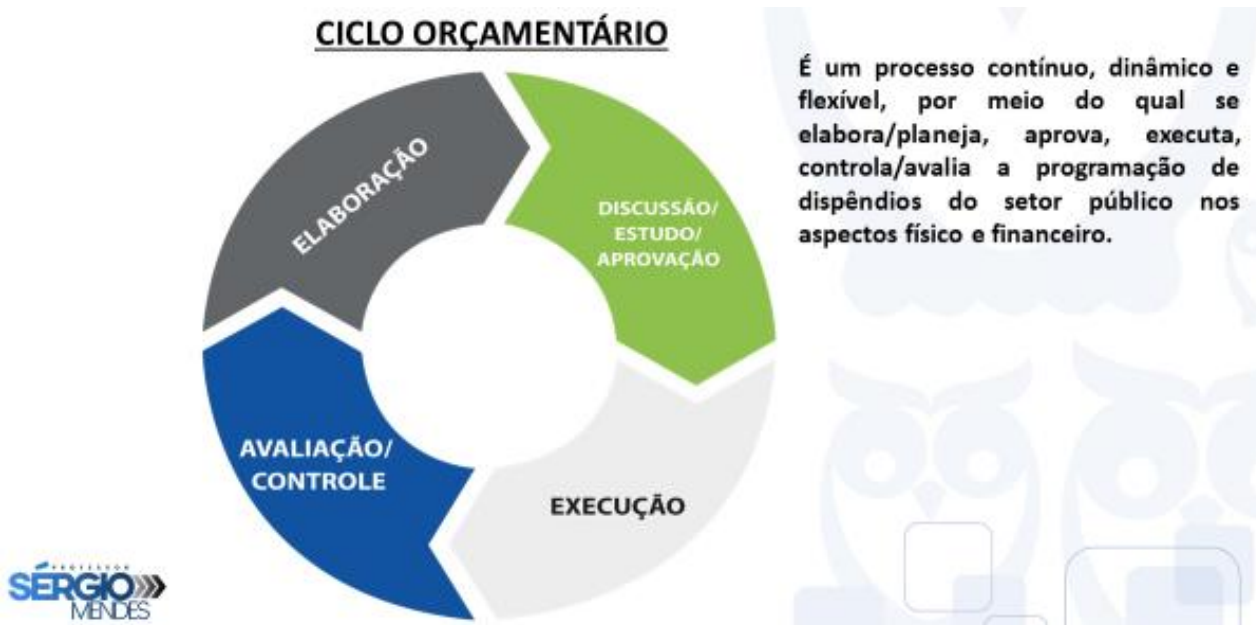 CICLO ORÇAMENTÁRIO
ELABORAÇÃO
DISCUSSÃO/
ESTUDO/
APROVAÇÃO
EXECUÇÃO
AVALIAÇÃO/
CONTROLE
É um processo contínuo, dinâmico e
flexível, por meio do qual se
elabora/planeja, aprova, executa,
controla/avalia a programação de
dispêndios do setor público nos
aspectos físico e financeiro.
PROFESSOR
SÉRGIO
MENDES